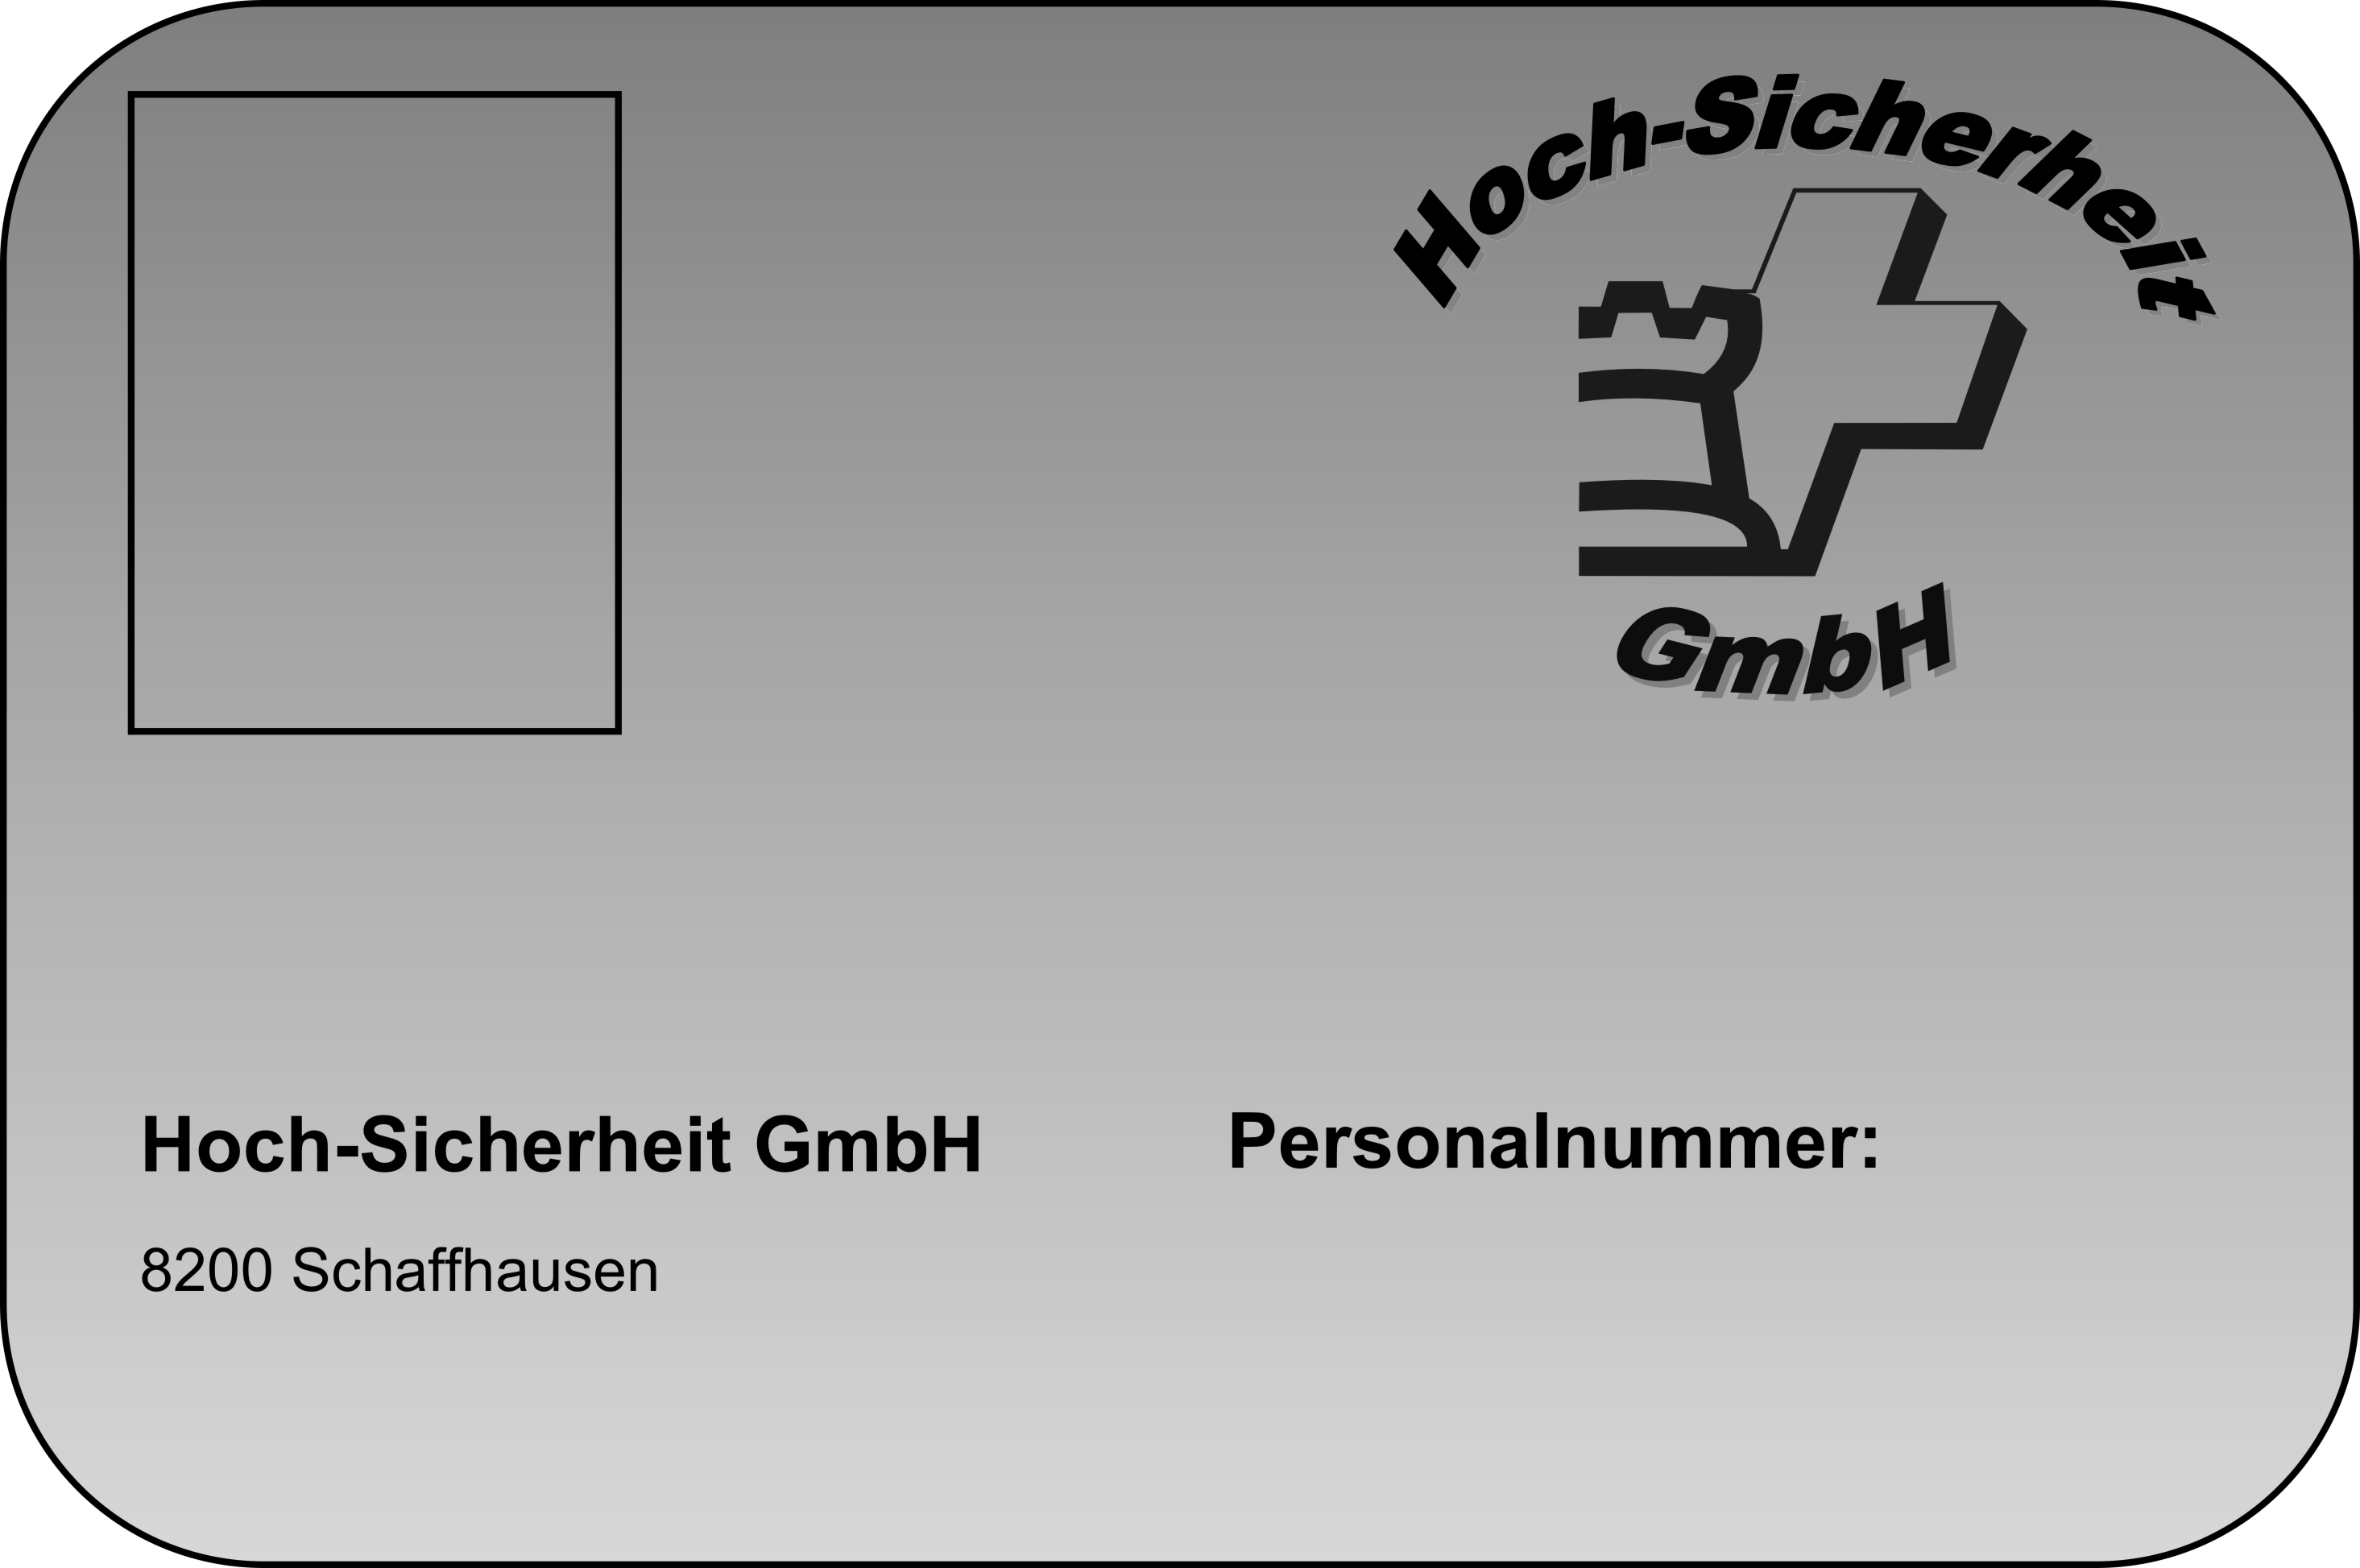 Hoch-Sicherheit
GmbH
Hoch-Sicherheit GmbH
Personalnummer:
8200 Schaffhausen